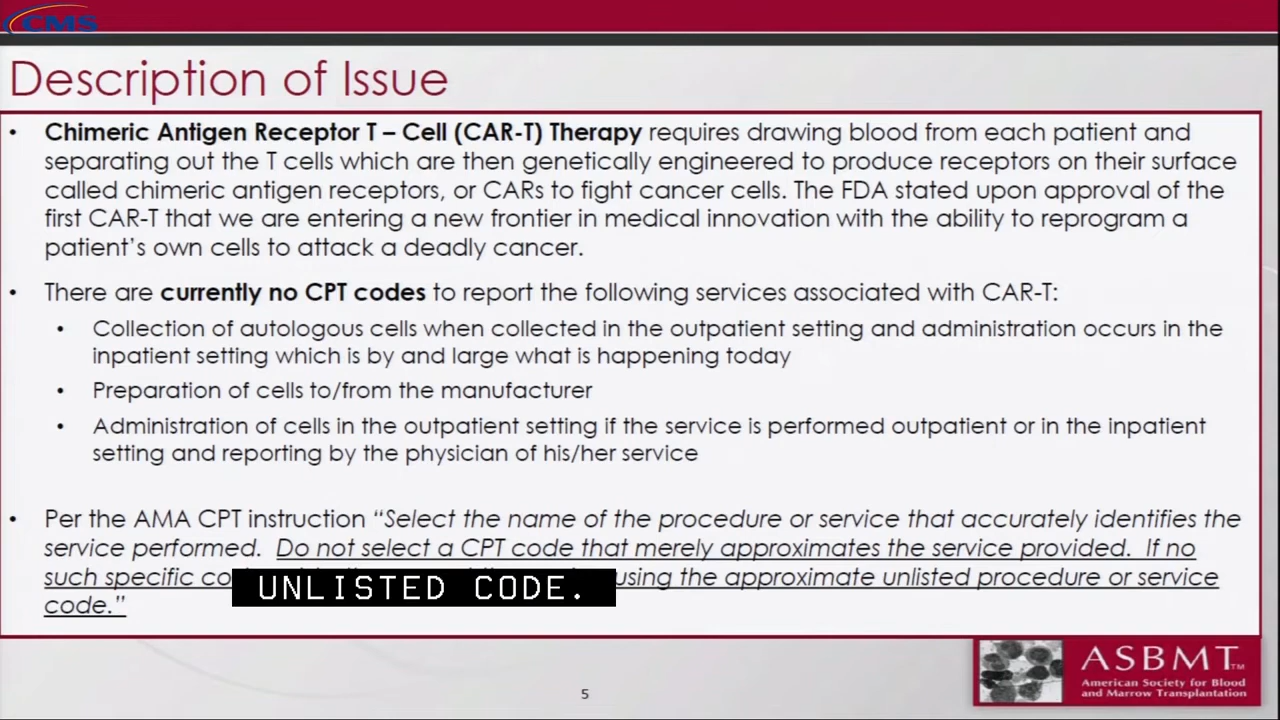 CMS
Description of Issue
• Chimeric Antigen Receptor T – Cell (CAR-T) Therapy requires drawing blood from each patient and
separating out the T cells which are then genetically engineered to produce receptors on their surface
called chimeric antigen receptors, or CARs to fight cancer cells. The FDA stated upon approval of the
first CAR-T that we are entering a new frontier in medical innovation with the ability to reprogram a
patient’s own cells to attack a deadly cancer.
• There are currently no CPT codes to report the following services associated with CAR-T:
• Collection of autologous cells when collected in the outpatient setting and administration occurs in the
inpatient setting which is by and large what is happening today
• Preparation of cells to/from the manufacturer
• Administration of cells in the outpatient setting if the service is performed outpatient or in the inpatient
setting and reporting by the physician of his/her service
• Per the AMA CPT instruction “Select the name of the procedure or service that accurately identifies the
service performed. Do not select a CPT code that merely approximates the service provided. If no
such specific using the approximate unlisted procedure or service
UNLISTED CODE.
code.”
ASBMT™
American Society for Blood
and Marrow Transplantation
5